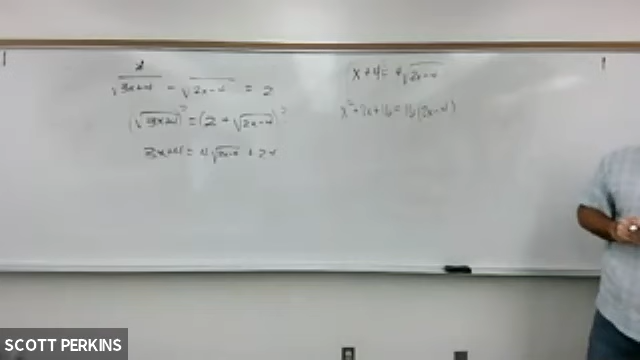 √3x+4 - √2x-4 = 2
(√3x+4)² = (2 + √2x-4)²
3x+4 = 4√2x-4 + 2x
x+4 = 4√2x-4
x² + 8x + 16 = 16(2x-4)
SCOTT PERKINS